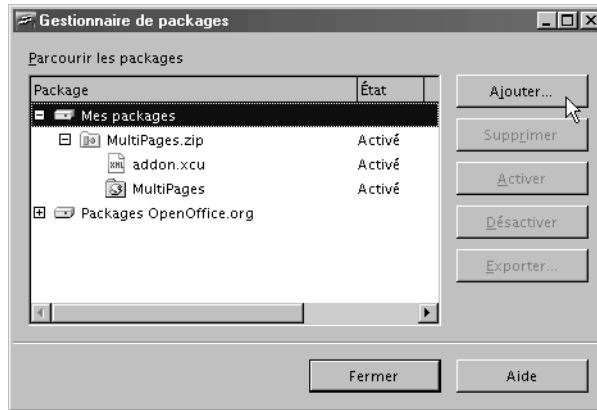 Gestionnaire de packages
Parcourir les packages
Package État
Mes packages
MultiPages.zip Activé
addon.xcu Activé
MultiPages Activé
Packages OpenOffice.org
Ajouter...
Supprimer
Activer
Désactiver
Exporter...
Fermer Aide